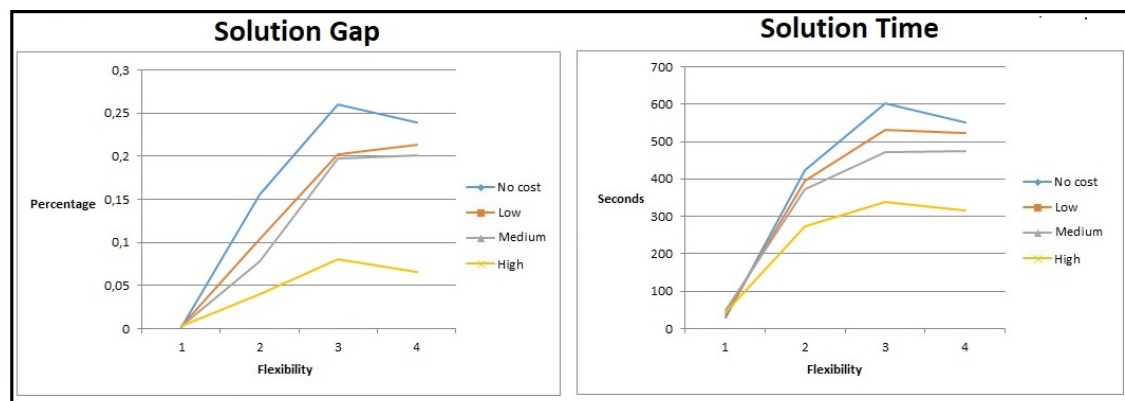 Solution Gap
0,3
0,25
0,2
0,15
0,1
0,05
0
Percentage
1 2 3 4
Flexibility
No cost
Low
Medium
High
Solution Time
700
600
500
400
300
200
100
0
Seconds
1 2 3 4
Flexibility
No cost
Low
Medium
High